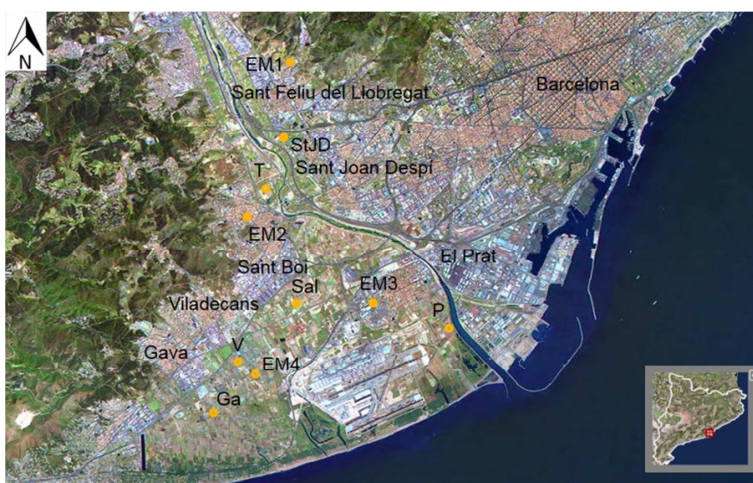 N
EM1
Sant Feliu del Llobregat
Barcelona
StJD
Sant Joan Despí
T
EM2
Sant Boi
El Prat
Sal
EM3
Viladecans
P
Gava
V
EM4
Ga